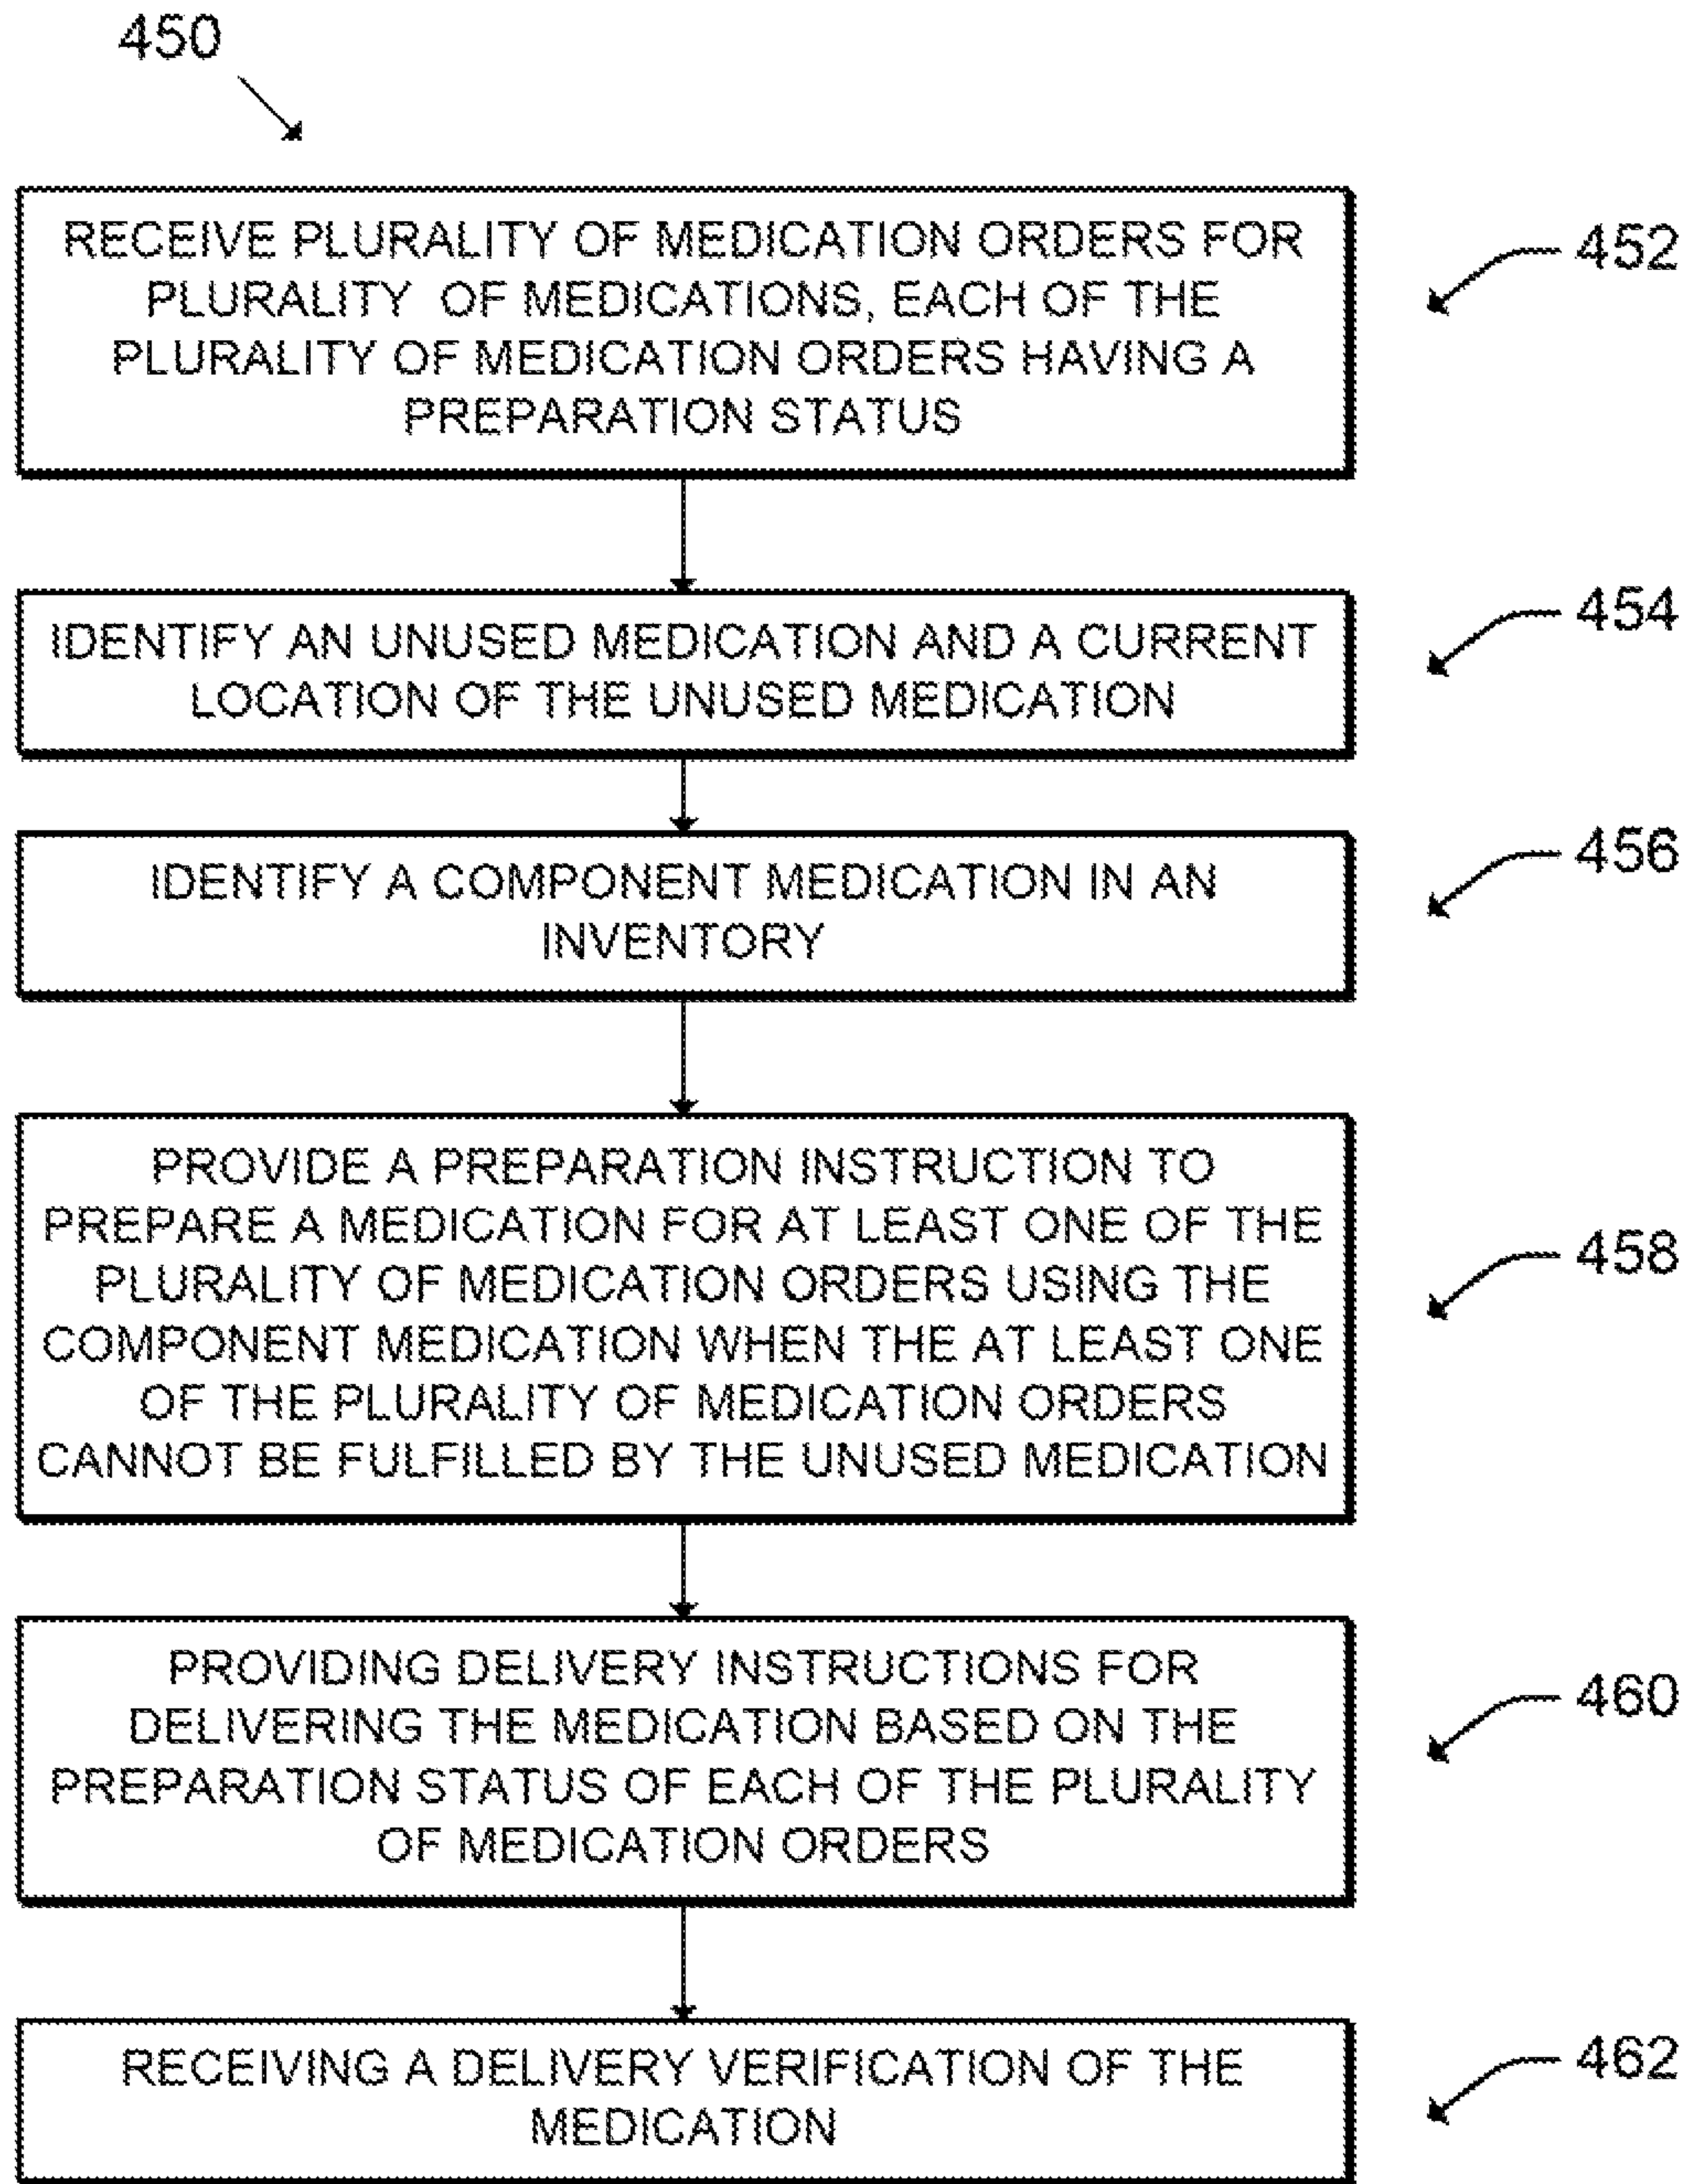 450
RECEIVE PLURALITY OF MEDICATION ORDERS FOR
PLURALITY OF MEDICATIONS, EACH OF THE
PLURALITY OF MEDICATION ORDERS HAVING A
PREPARATION STATUS
452
IDENTIFY AN UNUSED MEDICATION AND A CURRENT
LOCATION OF THE UNUSED MEDICATION
454
IDENTIFY A COMPONENT MEDICATION IN AN
INVENTORY
456
PROVIDE A PREPARATION INSTRUCTION TO
PREPARE A MEDICATION FOR AT LEAST ONE OF THE
PLURALITY OF MEDICATION ORDERS USING THE
COMPONENT MEDICATION WHEN THE AT LEAST ONE
OF THE PLURALITY OF MEDICATION ORDERS
CANNOT BE FULFILLED BY THE UNUSED MEDICATION
458
PROVIDING DELIVERY INSTRUCTIONS FOR
DELIVERING THE MEDICATION BASED ON THE
PREPARATION STATUS OF EACH OF THE PLURALITY
OF MEDICATION ORDERS
460
RECEIVING A DELIVERY VERIFICATION OF THE
MEDICATION
462